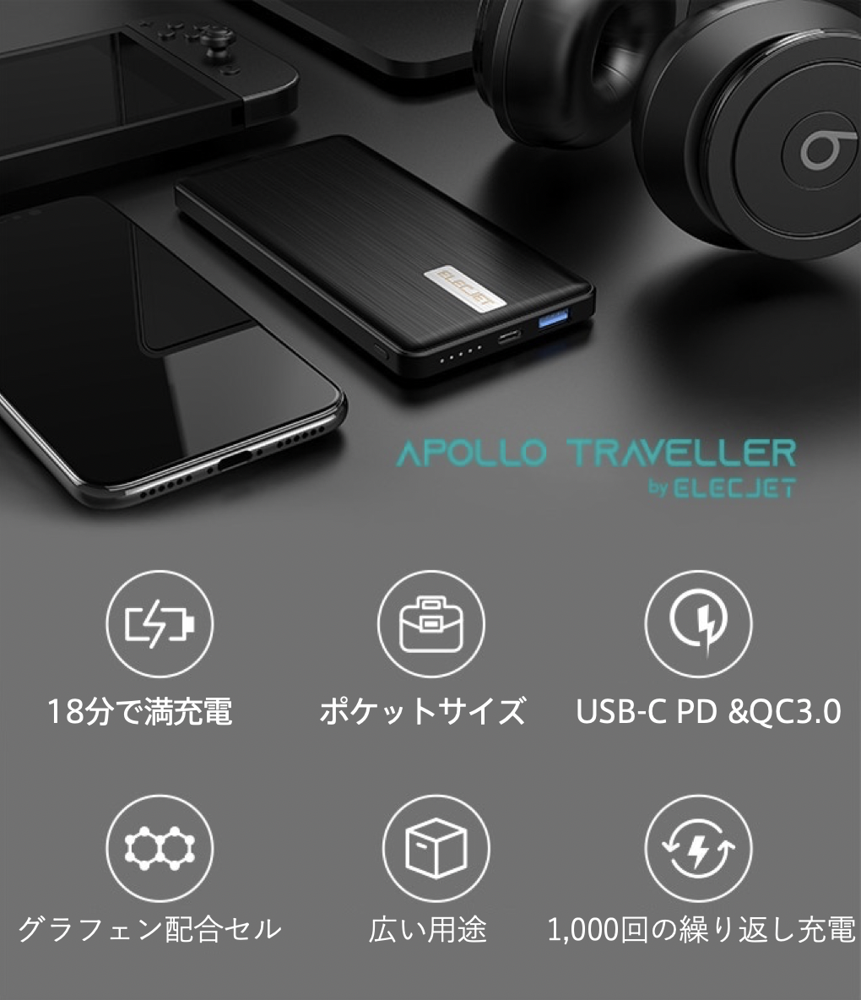 ELECJET
APOLLO TRAVELLER
by ELECJET
18分で満充電
ポケットサイズ
USB-C PD &QC3.0
グラフェン配合セル
広い用途
1,000回の繰り返し充電